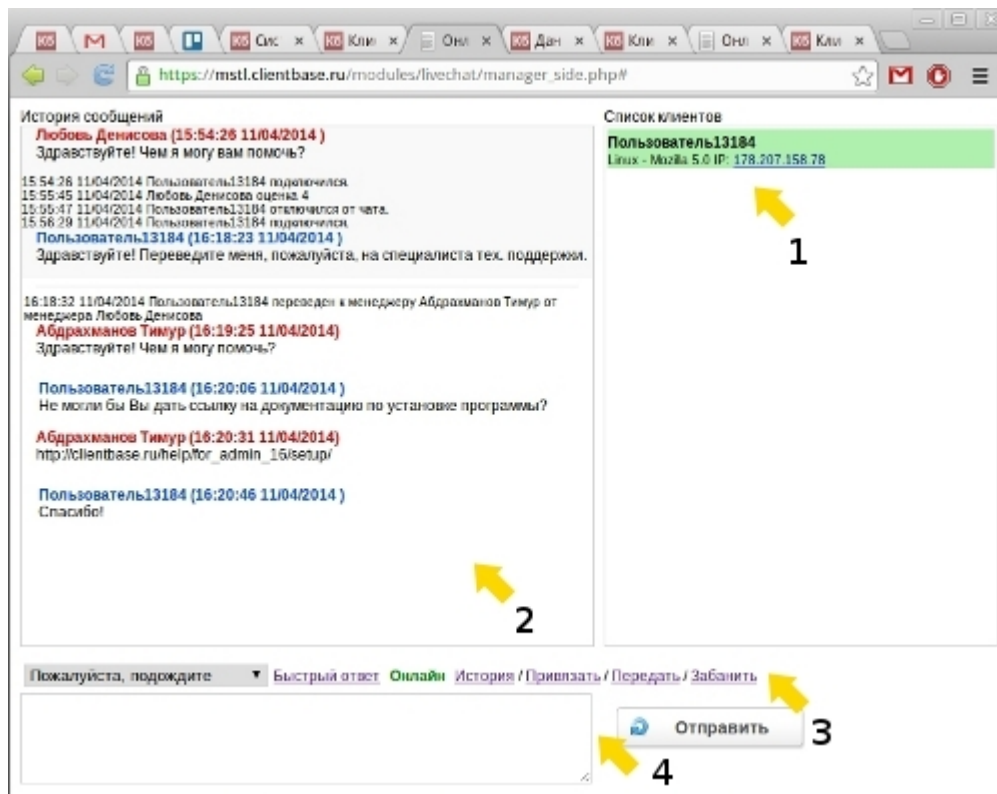 Сис
Кли
Онл
Дан
Кли
Онл
Кли
https://mstl.clientbase.ru/modules/livechat/manager_side.php#
История сообщений
Любовь Денисова (15:54:26 11/04/2014 )
Здравствуйте! Чем я могу вам помочь?
15:54:26 11/04/2014 Пользователь13184 подключился.
15:55:45 11/04/2014 Любовь Денисова оценка 4
15:55:47 11/04/2014 Пользователь13184 отключился от чата.
15:56:29 11/04/2014 Пользователь13184 подключился.
Пользователь13184 (16:18:23 11/04/2014 )
Здравствуйте! Переведите меня, пожалуйста, на специалиста тех. поддержки.
16:18:32 11/04/2014 Пользователь13184 переведен к менеджеру Абдрахманов Тимур от
менеджера Любовь Денисова
Абдрахманов Тимур (16:19:25 11/04/2014)
Здравствуйте! Чем я могу помочь?
Пользователь13184 (16:20:06 11/04/2014 )
Не могли бы Вы дать ссылку на документацию по установке программы?
Абдрахманов Тимур (16:20:31 11/04/2014)
http://clientbase.ru/help/for_admin_16/setup/
Пользователь13184 (16:20:46 11/04/2014 )
Спасибо!
2
Список клиентов
Пользователь13184
Linux - Mozilla 5.0 IP: 178.207.158.78
1
Пожалуйста, подождите Быстрый ответ Онлайн История / Привязать / Передать / Забанить
3
Отправить
4